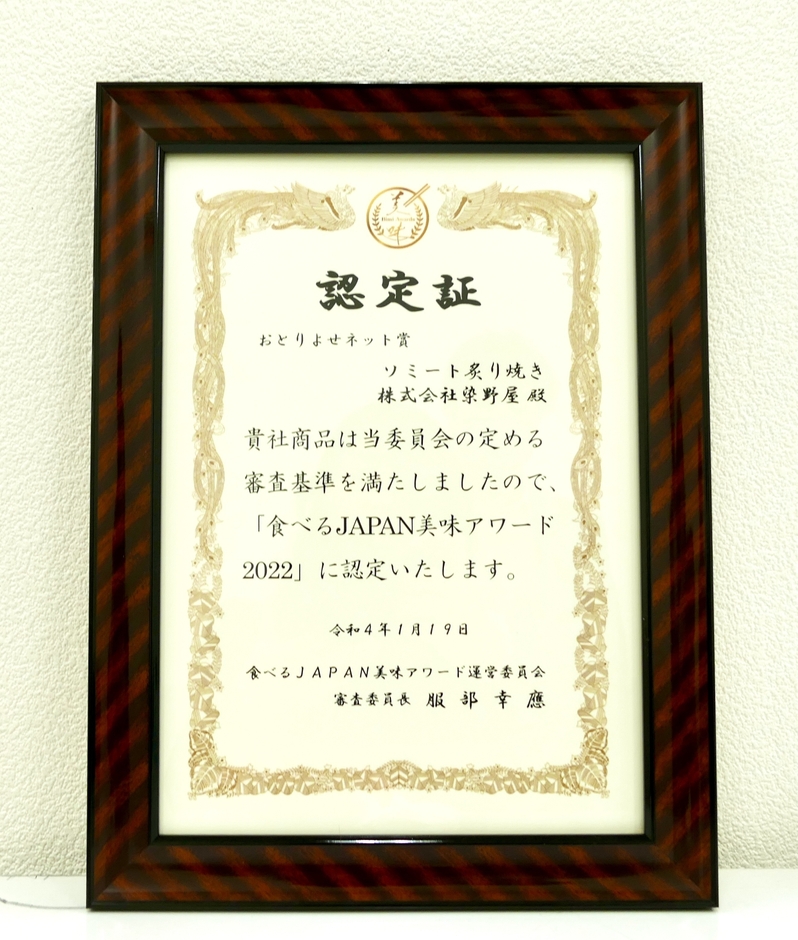 美味
Bimi Awards
認定証
おとりよせネット賞
ソミート炙り焼き
株式会社染野屋 殿
貴社商品は当委員会の定める
審査基準を満たしましたので、
「食べるJAPAN美味アワード
2022」に認定いたします。
令和4年1月19日
食べるJAPAN美味アワード運営委員会
審査委員長 服部幸應